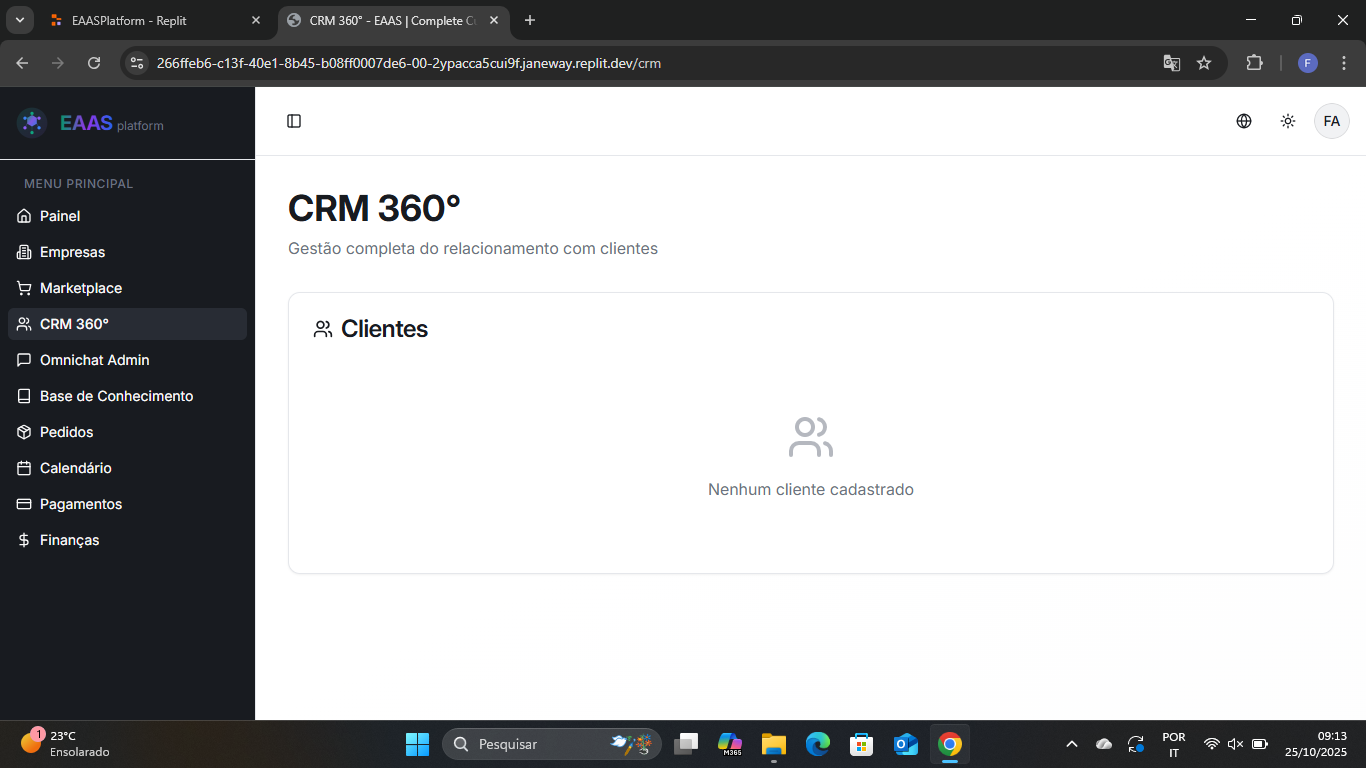 EAASPlatform - Replit
CRM 360° - EAAS | Complete C
266ffeb6-c13f-40e1-8b45-b08ff0007de6-00-2ypacca5cui9f.janeway.replit.dev/crm
F
EAAS platform
FA
MENU PRINCIPAL
Painel
Empresas
Marketplace
CRM 360°
Omnichat Admin
Base de Conhecimento
Pedidos
Calendário
Pagamentos
Finanças
CRM 360°
Gestão completa do relacionamento com clientes
Clientes
Nenhum cliente cadastrado
1
23°C
Ensolarado
Pesquisar
M365
POR
IT
09:13
25/10/2025